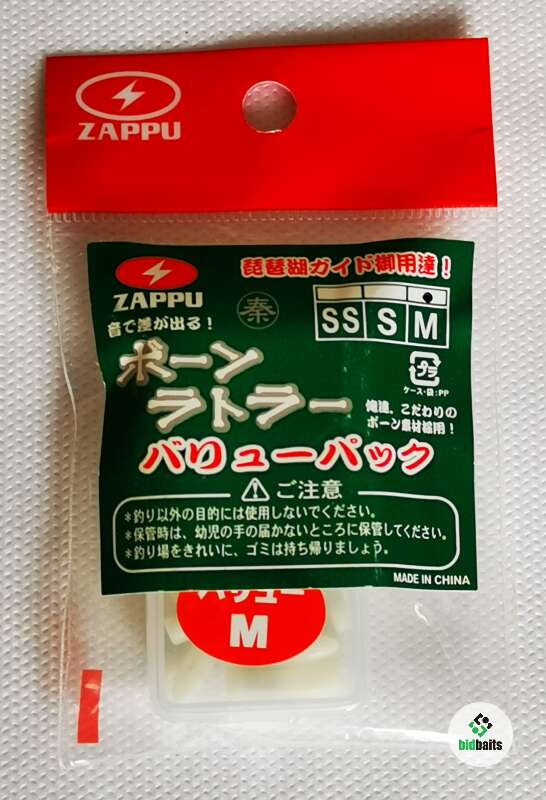 ZAPPU
ZAPPU
琵琶湖ガイド御用達！
秦
SS S M
音で差が出る！
ボーン
ラトラー
プラ
ケース・袋:PP
俺達、こだわりの
ボーン素材採用！
バリューパック
ご注意
*釣り以外の目的には使用しないでください。
*保管時は、幼児の手の届かないところに保管してください。
*釣り場をきれいに、ゴミは持ち帰りましょう。
MADE IN CHINA
バリュー
M
bidbaits